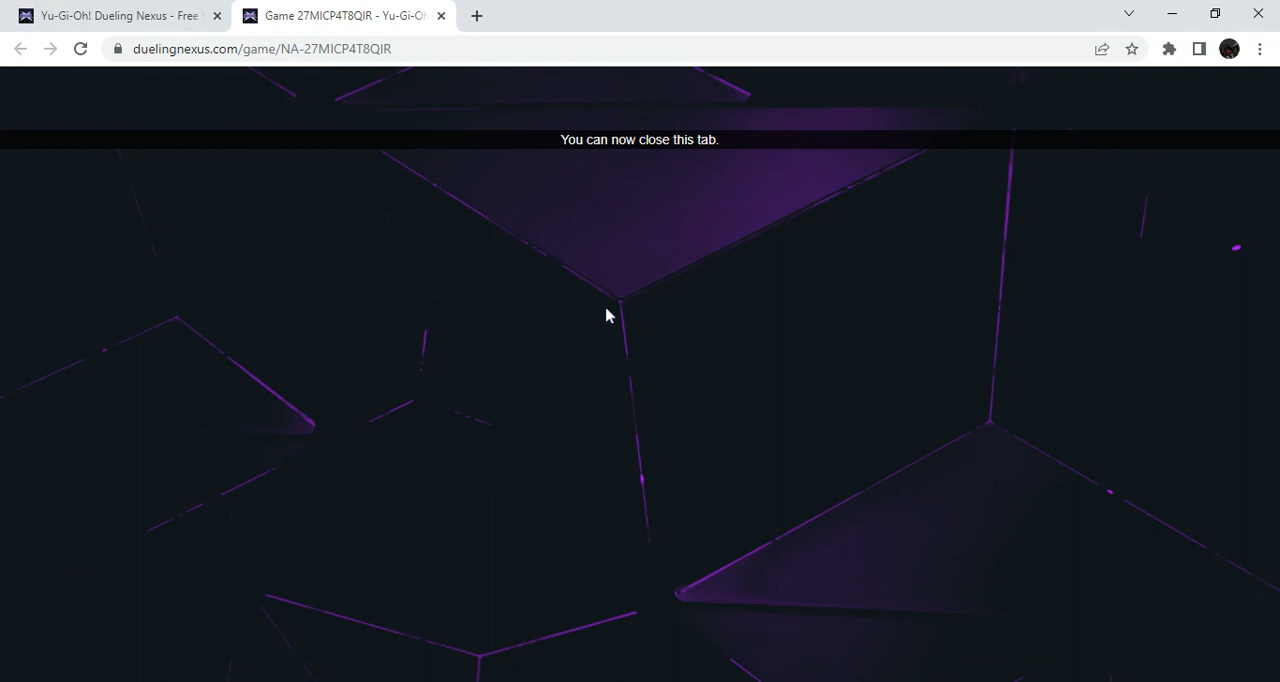 Yu-Gi-Oh! Dueling Nexus - Free
Game 27MICP4T8QIR - Yu-Gi-Oh
duelingnexus.com/game/NA-27MICP4T8QIR
You can now close this tab.